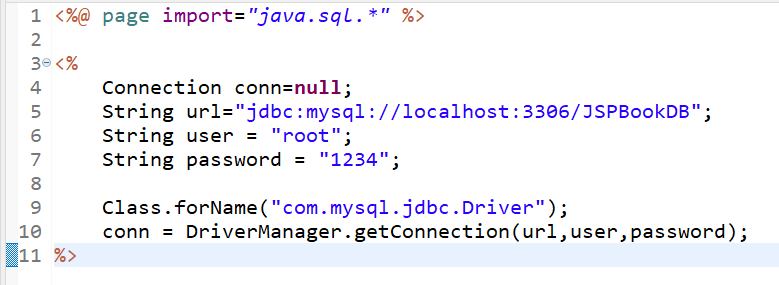 1 <%@ page import="java.sql.*" %>
2
3 <%
4     Connection conn=null;
5     String url="jdbc:mysql://localhost:3306/JSPBookDB";
6     String user = "root";
7     String password = "1234";
8
9     Class.forName("com.mysql.jdbc.Driver");
10     conn = DriverManager.getConnection(url,user,password);
11 %>